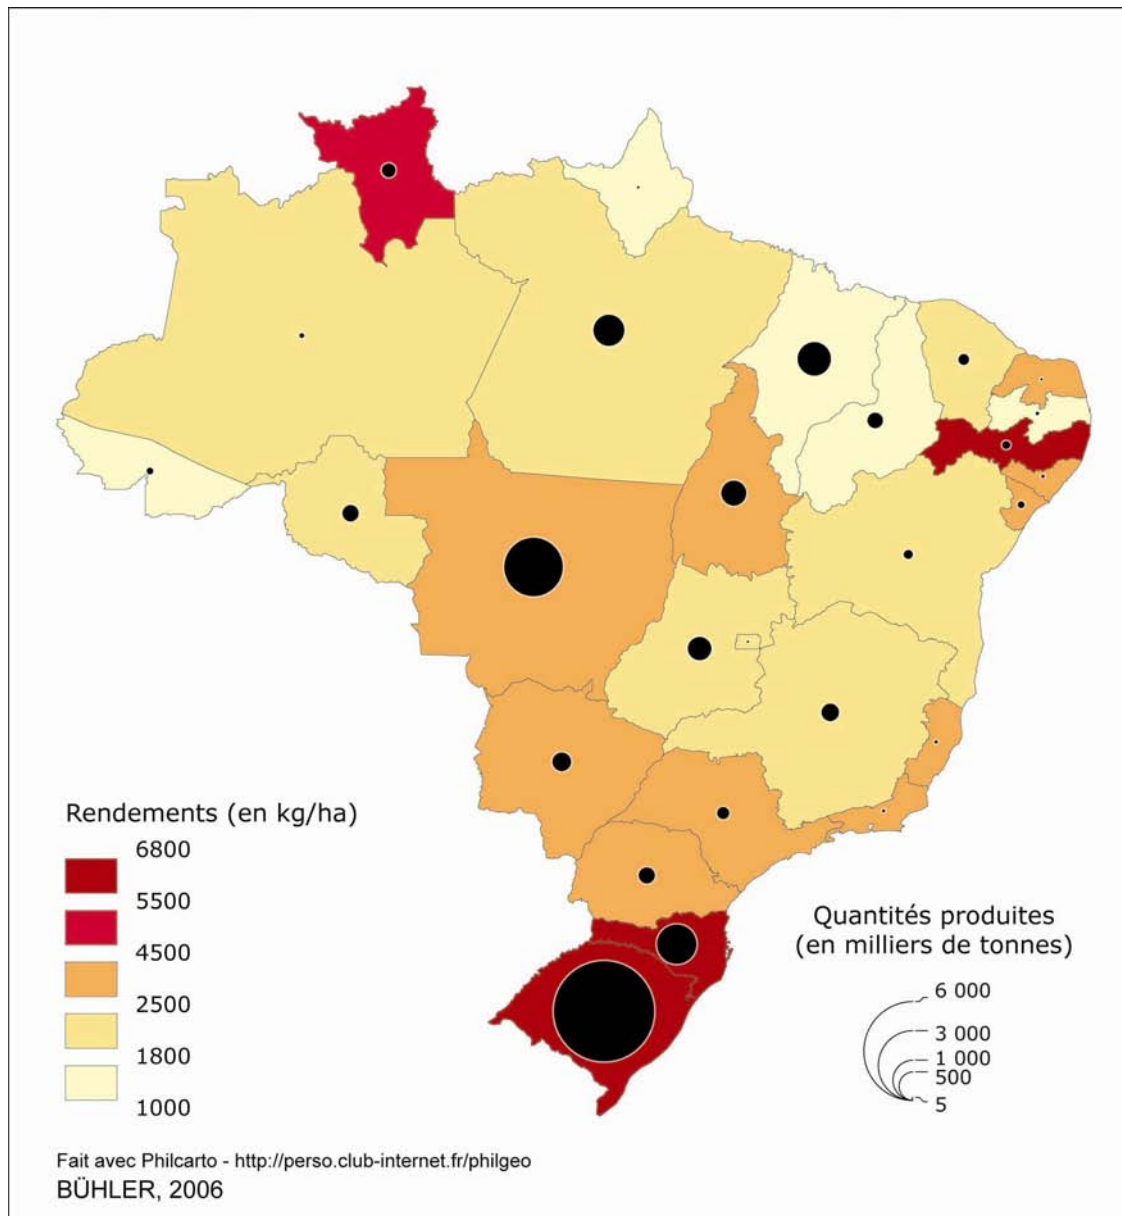 Rendements (en kg/ha)
6800
5500
4500
2500
1800
1000
Quantités produites
(en milliers de tonnes)
6 000
3 000
1 000
500
5
Fait avec Philcarto - http://perso.club-internet.fr/philgeo
BÜHLER, 2006